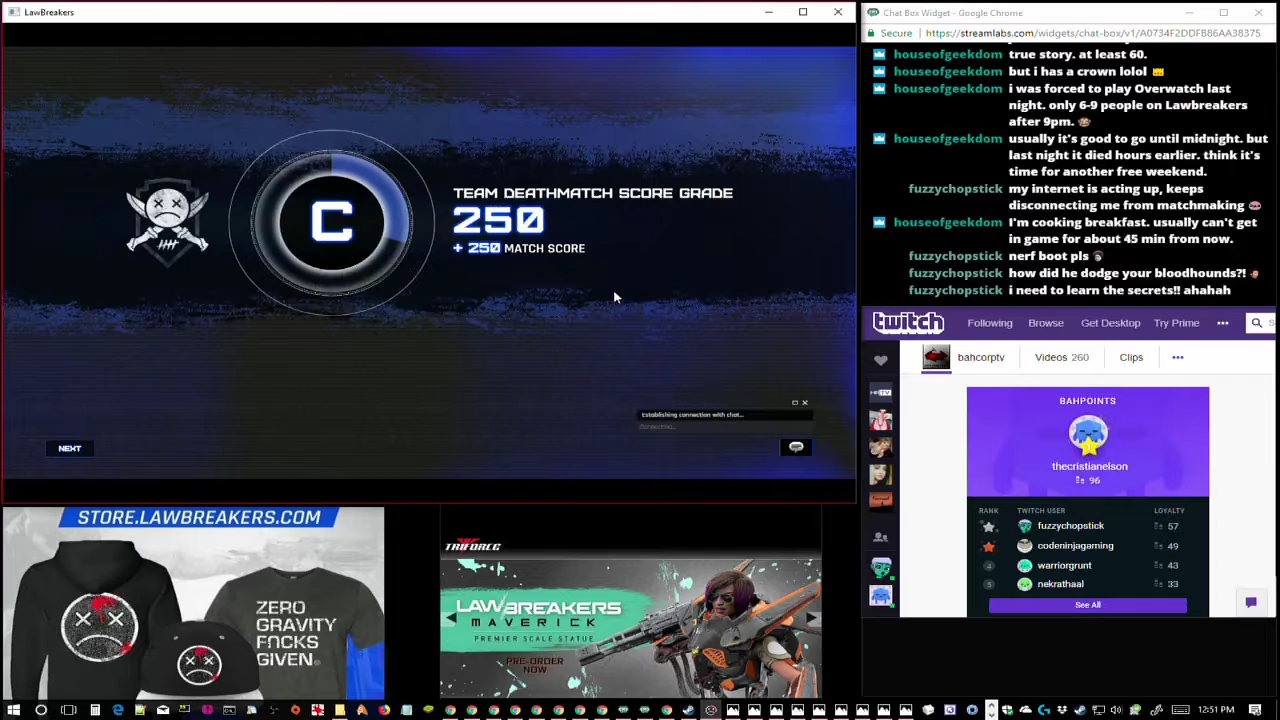 LawBreakers
TEAM DEATHMATCH SCORE GRADE
C
250
+ 250 MATCH SCORE
Establishing connection with chat...
NEXT
STORE.LAWBREAKERS.COM
ZERO
GRAVITY
FUCKS
GIVEN
TRIFORCE
LAWBREAKERS
MAVERICK
PREMIER SCALE STATUE
PRE-ORDER
NOW
Chat Box Widget - Google Chrome
Secure https://streamlabs.com/widgets/chat-box/v1/A0734F2DDFB86AA38375
houseofgeekdom true story. at least 60.
houseofgeekdom but i has a crown lolol
houseofgeekdom i was forced to play Overwatch last
night. only 6-9 people on Lawbreakers
after 9pm.
houseofgeekdom usually it's good to go until midnight. but
last night it died hours earlier. think it's
time for another free weekend.
fuzzychopstick my internet is acting up, keeps
disconnecting me from matchmaking
houseofgeekdom I'm cooking breakfast. usually can't get
in game for about 45 min from now.
fuzzychopstick nerf boot pls
fuzzychopstick how did he dodge your bloodhounds?!
fuzzychopstick i need to learn the secrets!! ahahah
twitch Following Browse Get Desktop Try Prime ••• S
bahcorptv Videos 260 Clips •••
BAHPOINTS
thecristianelson
96
RANK TWITCH USER LOYALTY
fuzzychopstick 57
codeninjagaming 49
4 warriorgrunt 43
5 nekrathaal 33
See All
12:51 PM